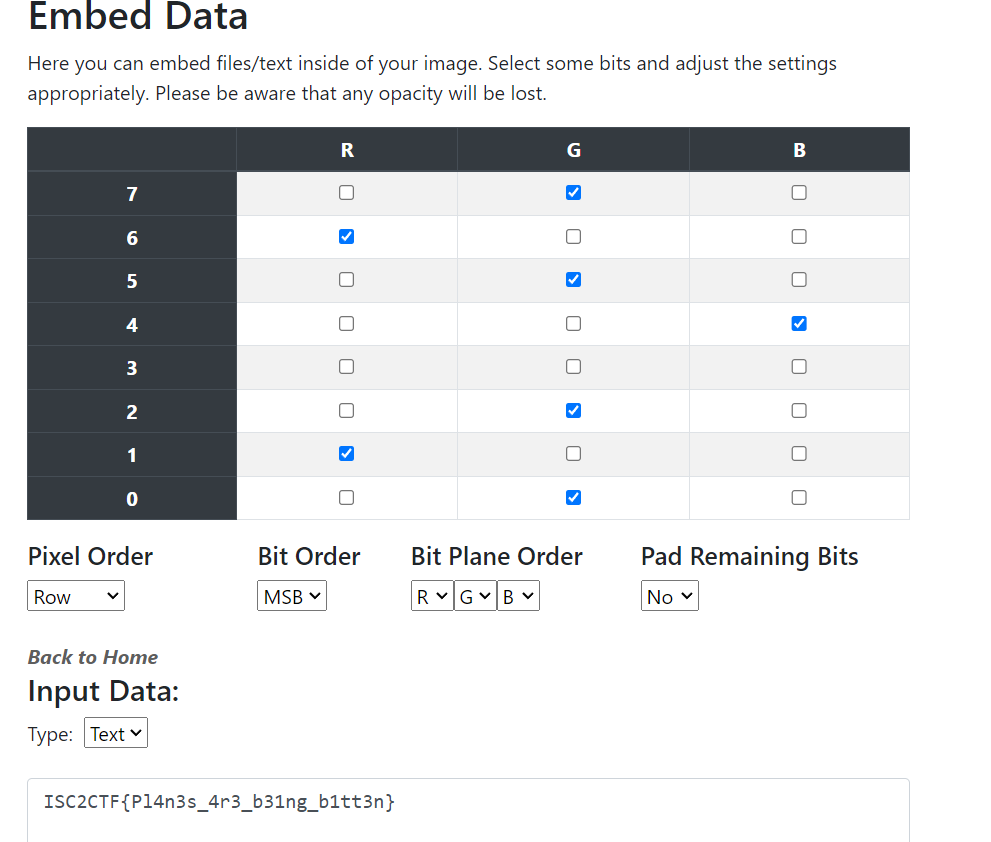 Embed Data
Here you can embed files/text inside of your image. Select some bits and adjust the settings
appropriately. Please be aware that any opacity will be lost.
R G B
7
6
5
4
3
2
1
0
Pixel Order Bit Order Bit Plane Order Pad Remaining Bits
Row MSB R G B No
Back to Home
Input Data:
Type: Text
ISC2CTF{Pl4n3s_4r3_b31ng_b1tt3n}